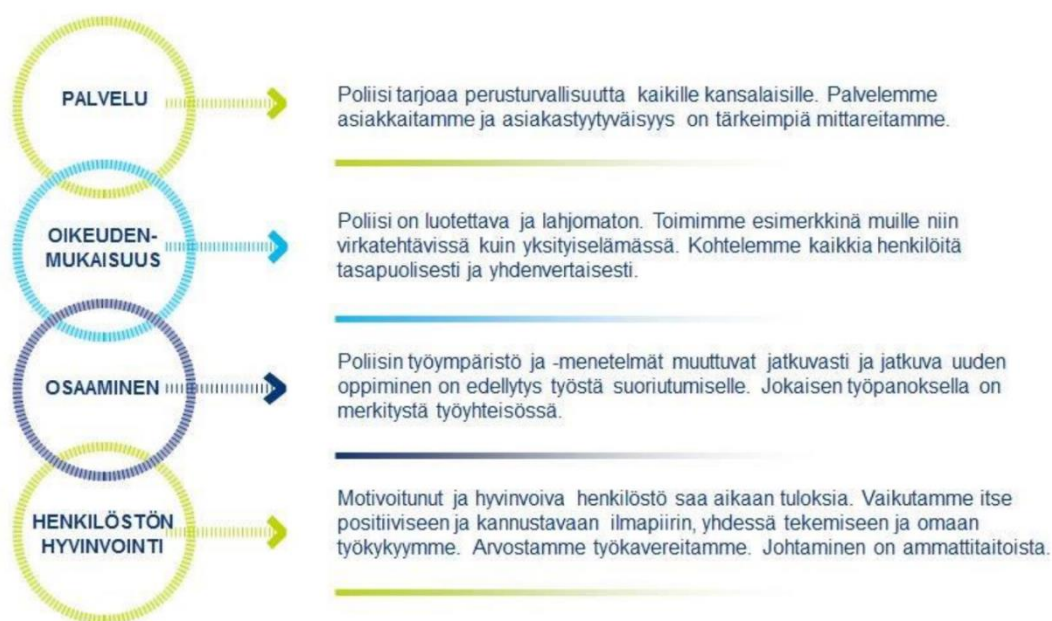 PALVELU
Poliisi tarjoaa perusturvallisuutta kaikille kansalaisille. Palvelemme
asiakkaitamme ja asiakastyytyväisyys on tärkeimpiä mittareitamme.
OIKEUDEN-
MUKAISUUS
Poliisi on luotettava ja lahjomaton. Toimimme esimerkkinä muille niin
virkatehtävissä kuin yksityiselämässä. Kohtelemme kaikkia henkilöitä
tasapuolisesti ja yhdenvertaisesti.
OSAAMINEN
Poliisin työympäristö ja -menetelmät muuttuvat jatkuvasti ja jatkuva uuden
oppiminen on edellytys työstä suoriutumiselle. Jokaisen työpanoksella on
merkitystä työyhteisössä.
HENKILÖSTÖN
HYVINVOINTI
Motivoitunut ja hyvinvoiva henkilöstö saa aikaan tuloksia. Vaikutamme itse
positiiviseen ja kannustavaan ilmapiirin, yhdessä tekemiseen ja omaan
työkykyymme. Arvostamme työkavereitamme. Johtaminen on ammattitaitoista.